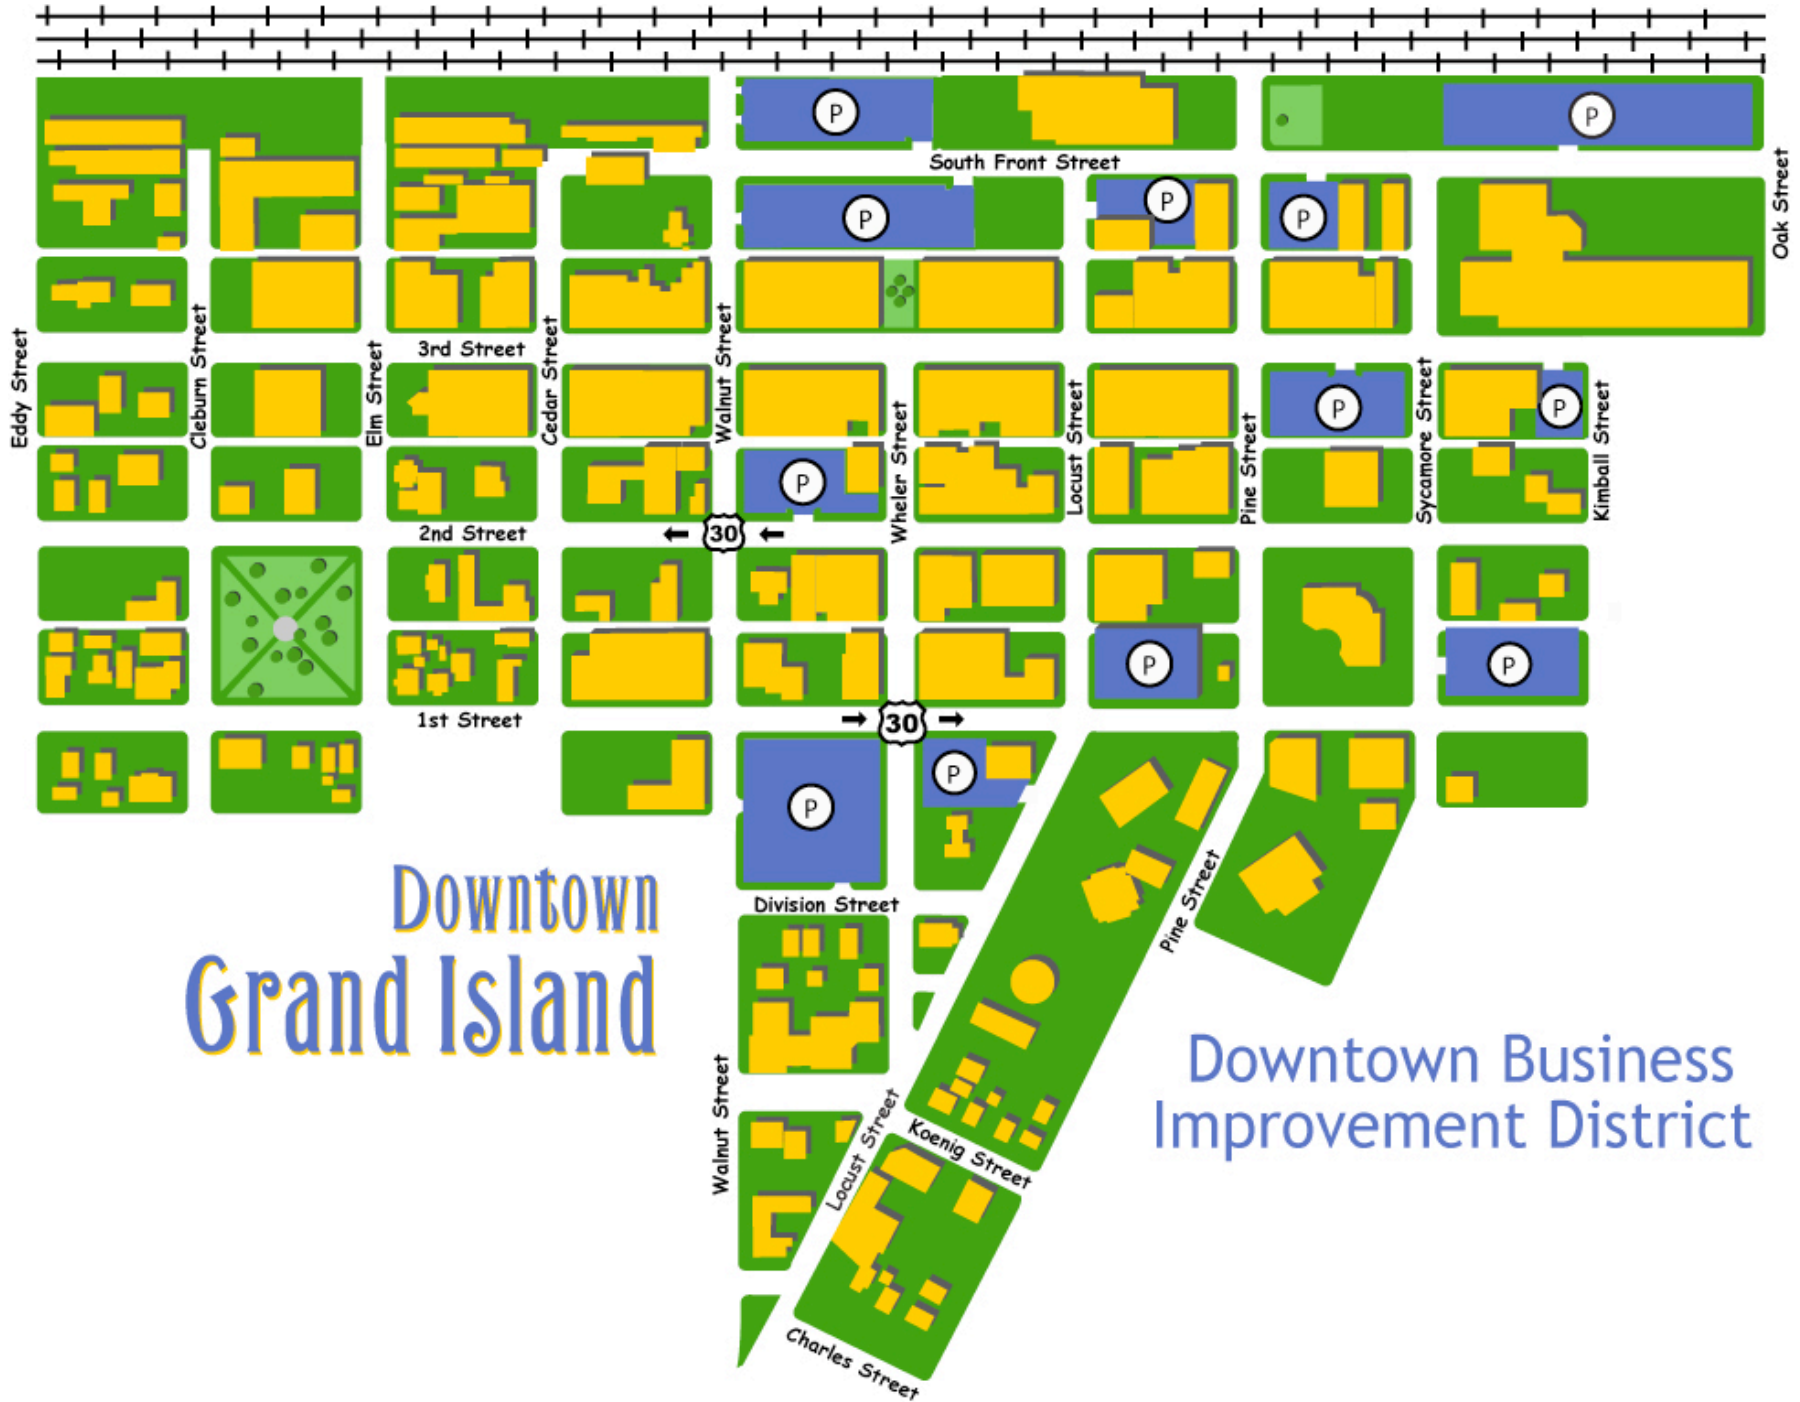 P
P
South Front Street
P
P
P
Oak Street
Eddy Street
Cleburn Street
3rd Street
Elm Street
Cedar Street
Walnut Street
Wheler Street
Locust Street
Pine Street
P
Sycamore Street
P
Kimball Street
P
2nd Street
30
P
P
1st Street
30
P
P
Division Street
Pine Street
Downtown
Grand Island
Downtown Business
Improvement District
Walnut Street
Locust Street
Koenig Street
Charles Street